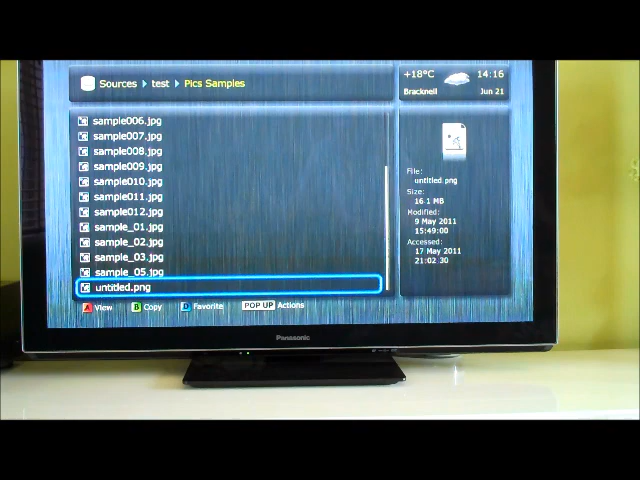 Sources test Pics Samples
+18°C 14:16
Bracknell Jun 21
sample006.jpg
sample007.jpg
sample008.jpg
sample009.jpg
sample010.jpg
sample011.jpg
sample012.jpg
sample_01.jpg
sample_02.jpg
sample_03.jpg
sample_05.jpg
untitled.png
File:
untitled.png
Size:
16.1 MB
Modified:
9 May 2011
15:49:00
Accessed:
17 May 2011
21:02:30
A View B Copy D Favorite POP UP Actions
Panasonic